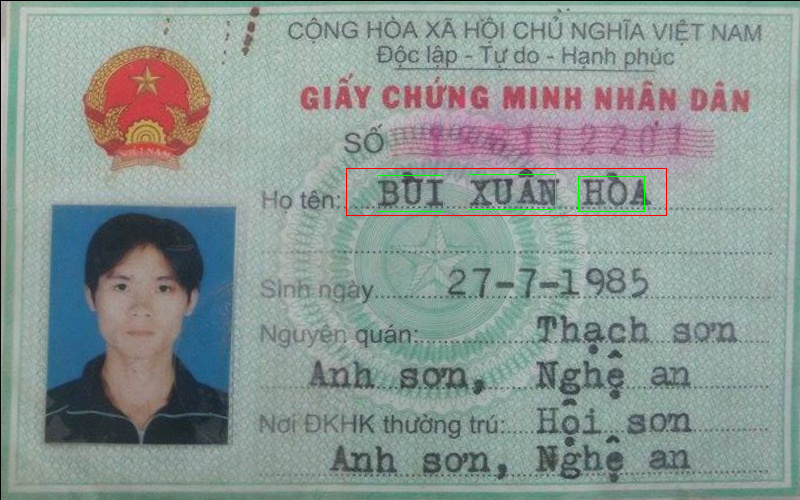 CỘNG HÒA XÃ HỘI CHỦ NGHĨA VIỆT NAM
Độc lập - Tự do - Hạnh phúc
GIẤY CHỨNG MINH NHÂN DÂN
SỐ
VIỆT NAM
Họ tên: BÙI XUÂN HÒA
Sinh ngày 27-7-1985
Nguyên quán: Thạch sơn
Anh sơn, Nghệ an
Nơi ĐKHK thường trú: Hội sơn
Anh sơn, Nghệ an